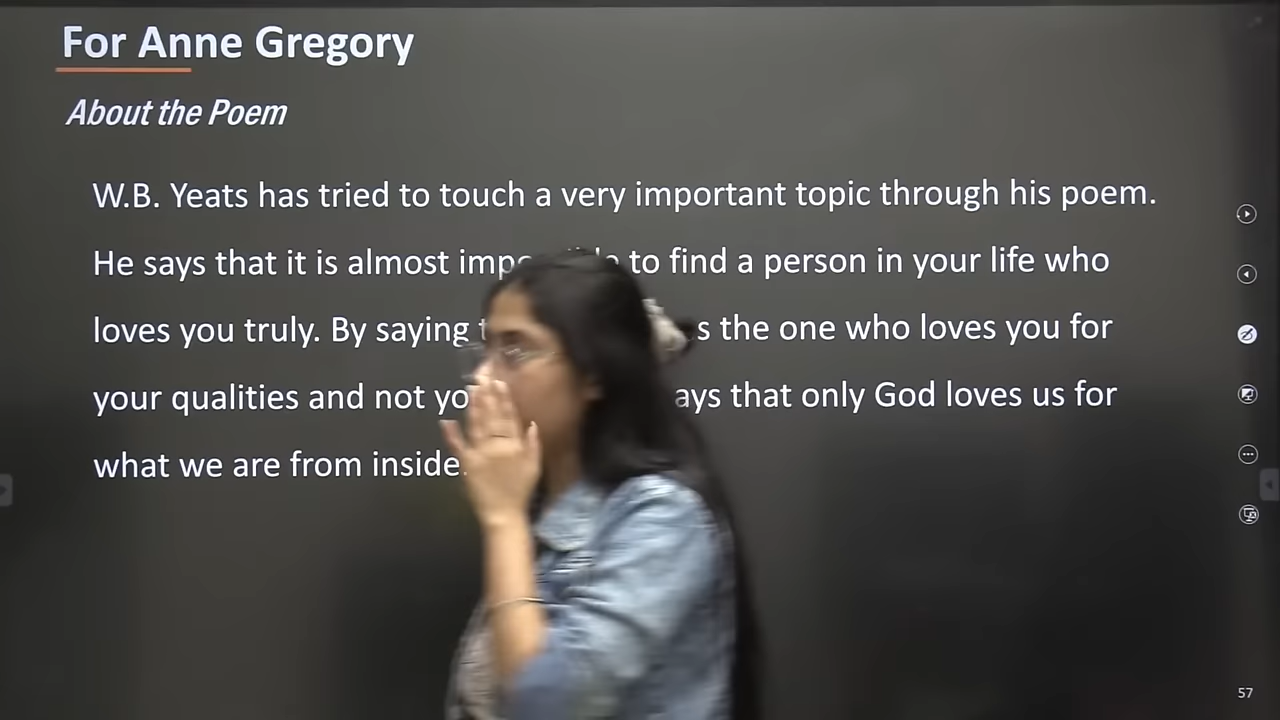 For Anne Gregory
About the Poem
W.B. Yeats has tried to touch a very important topic through his poem.
He says that it is almost to find a person in your life who
loves you truly. By saying the one who loves you for
your qualities and not that only God loves us for
what we are from inside.
57